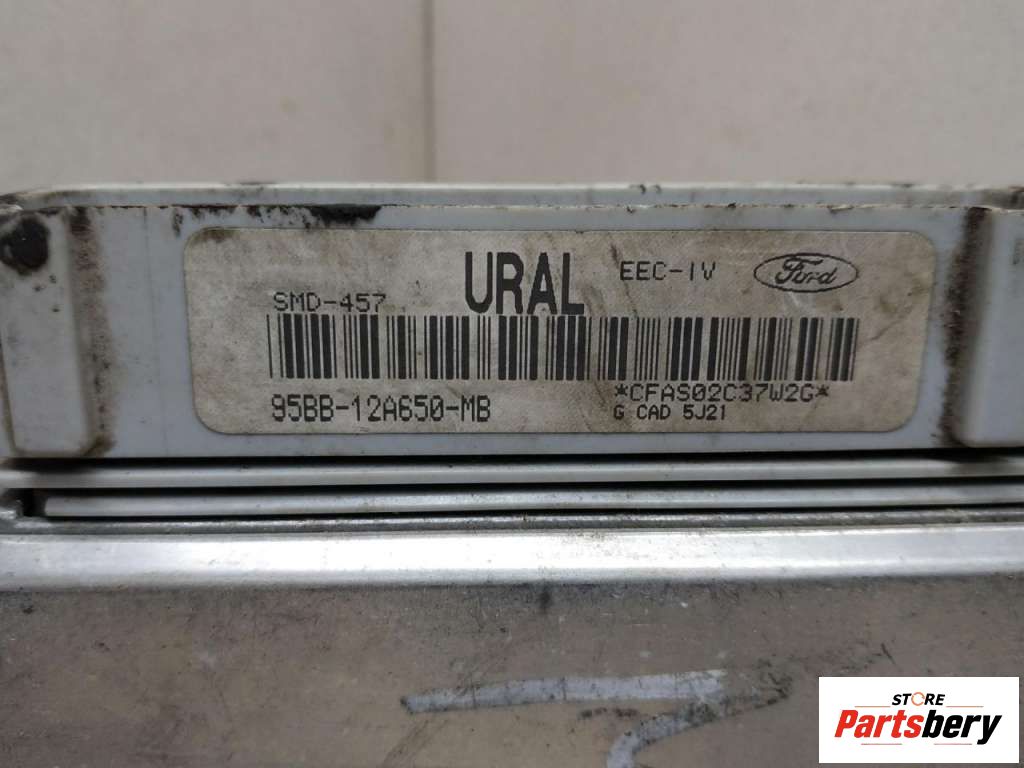 URAL EEC-IV Ford
SMD-457
*CFAS02C37W2G*
95BB-12A650-MB
G CAD 5J21
STORE
Partsbery